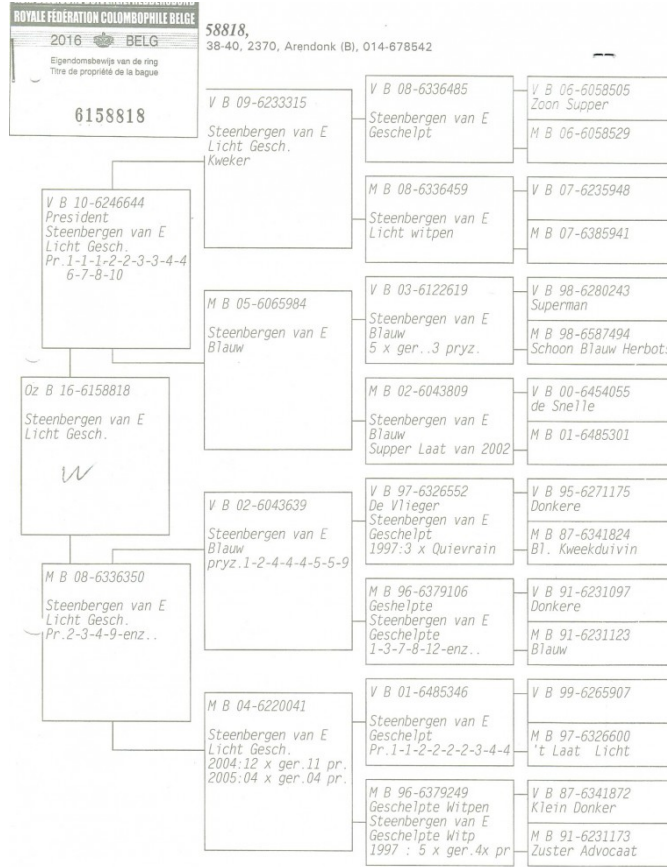 ROYALE FÉDÉRATION COLOMBOPHILE BELGE
2016 BELG
Eigendomsbewijs van de ring
Titre de propriété de la bague
6158818
58818,
38-40, 2370, Arendonk (B), 014-678542
Oz B 16-6158818
Steenbergen van E
Licht Gesch.
V B 10-6246644
President
Steenbergen van E
Licht Gesch.
Pr.1-1-1-2-2-3-3-4-4
6-7-8-10
M B 08-6336350
Steenbergen van E
Licht Gesch.
Pr.2-3-4-9-enz..
V B 09-6233315
Steenbergen van E
Licht Gesch.
Kweker
M B 05-6065984
Steenbergen van E
Blauw
V B 02-6043639
Steenbergen van E
Blauw
pryz.1-2-4-4-4-5-5-9
M B 04-6220041
Steenbergen van E
Licht Gesch.
2004:12 x ger.11 pr.
2005:04 x ger.04 pr.
V B 08-6336485
Steenbergen van E
Geschelpt
M B 08-6336459
Steenbergen van E
Licht witpen
V B 03-6122619
Steenbergen van E
Blauw
5 x ger..3 pryz.
M B 02-6043809
Steenbergen van E
Blauw
Supper Laat van 2002
V B 97-6326552
De Vlieger
Steenbergen van E
Geschelpt
1997:3 x Quievrain
M B 96-6379106
Geshelpte
Steenbergen van E
Geschelpte
1-3-7-8-12-enz..
V B 01-6485346
Steenbergen van E
Geschelpt
Pr.1-1-2-2-2-2-3-4-4
M B 96-6379249
Geschelpte Witpen
Steenbergen van E
Geschelpte Witp
1997 : 5 x ger.4x pr
V B 06-6058505
Zoon Supper
M B 06-6058529
V B 07-6235948
M B 07-6385941
V B 98-6280243
Superman
M B 98-6587494
Schoon Blauw Herbots
V B 00-6454055
de Snelle
M B 01-6485301
V B 95-6271175
Donkere
M B 87-6341824
Bl. Kweekduivin
V B 91-6231097
Donkere
M B 91-6231123
Blauw
V B 99-6265907
M B 97-6326600
't Laat Licht
V B 87-6341872
Klein Donker
M B 91-6231173
Zuster Advocaat